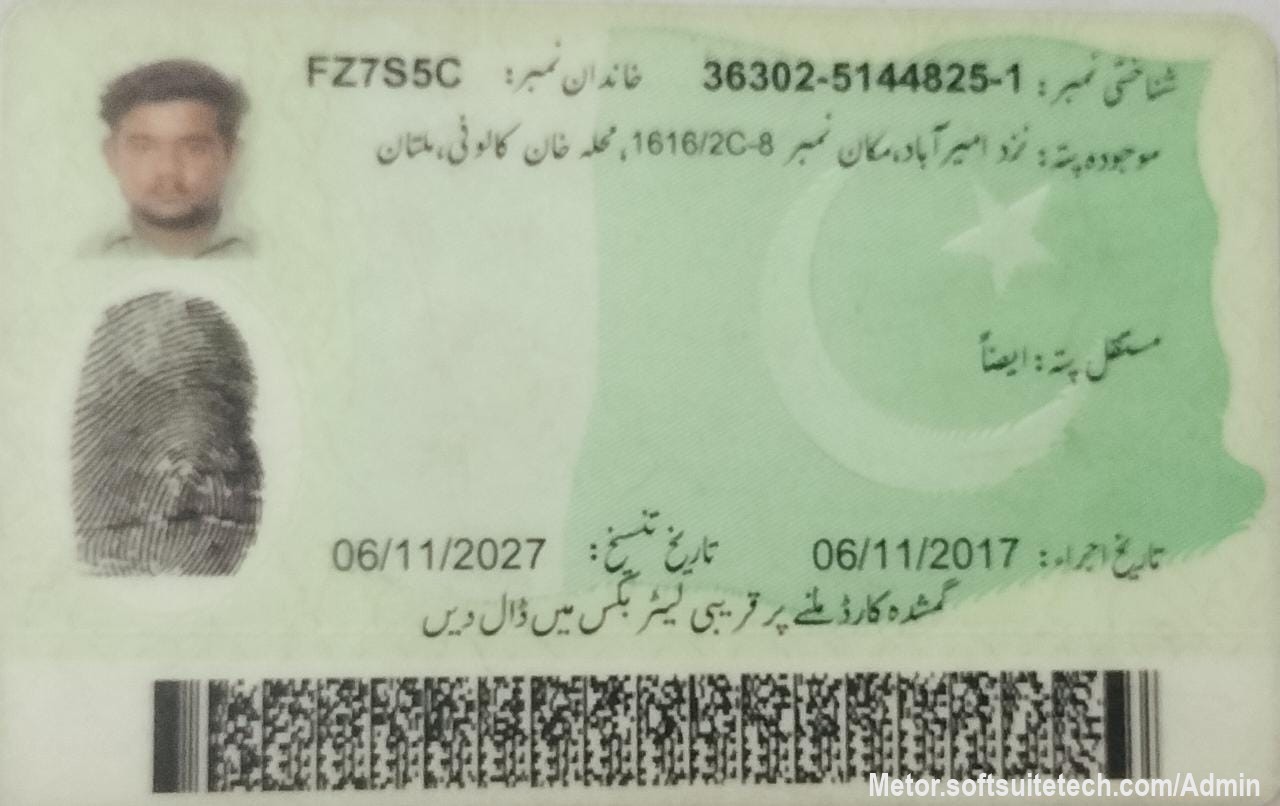 شناختی نمبر: 36302-5144825-1 خاندان نمبر: FZ7S5C
موجودہ پتہ: نزد امیر آباد، مکان نمبر 1616/2C-8، محلہ خان کالونی، ملتان
مستقل پتہ: ایضاً
تاریخ اجراء: 06/11/2017 تاریخ تنسیخ: 06/11/2027
گمشدہ کارڈ ملنے پر قریبی لیٹر بکس میں ڈال دیں
Metor.softsuitetech.com/Admin